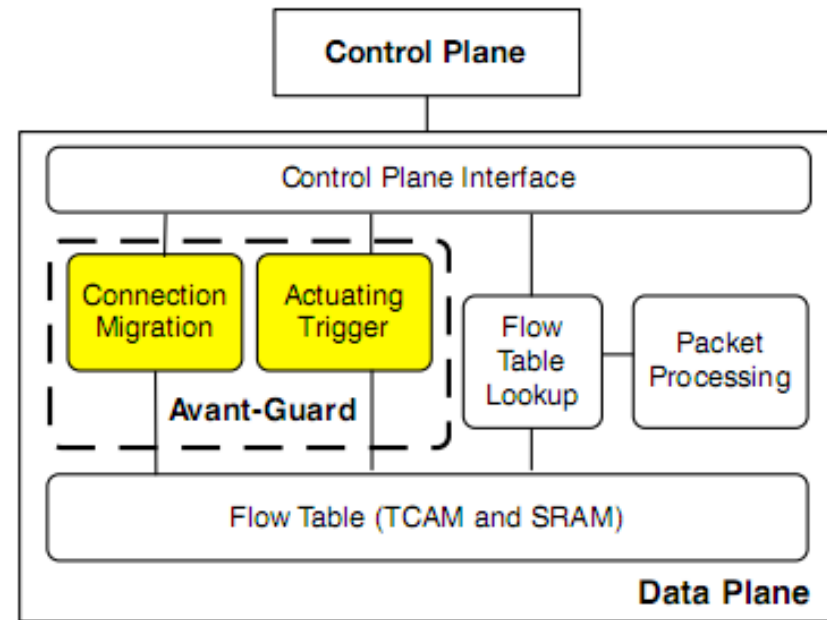 Control Plane
Control Plane Interface
Connection
Migration
Actuating
Trigger
Avant-Guard
Flow
Table
Lookup
Packet
Processing
Flow Table (TCAM and SRAM)
Data Plane